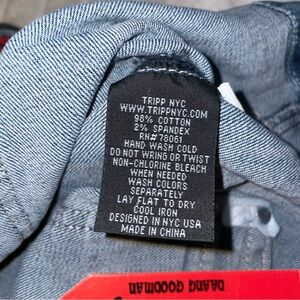 TRIPP NYC
WWW.TRIPPNYC.COM
98% COTTON
2% SPANDEX
RN# 78061
HAND WASH COLD
DO NOT WRING OR TWIST
NON-CHLORINE BLEACH
WHEN NEEDED
WASH COLORS
SEPARATELY
LAY FLAT TO DRY
COOL IRON
DESIGNED IN NYC USA
MADE IN CHINA
DAANG GOODMAN